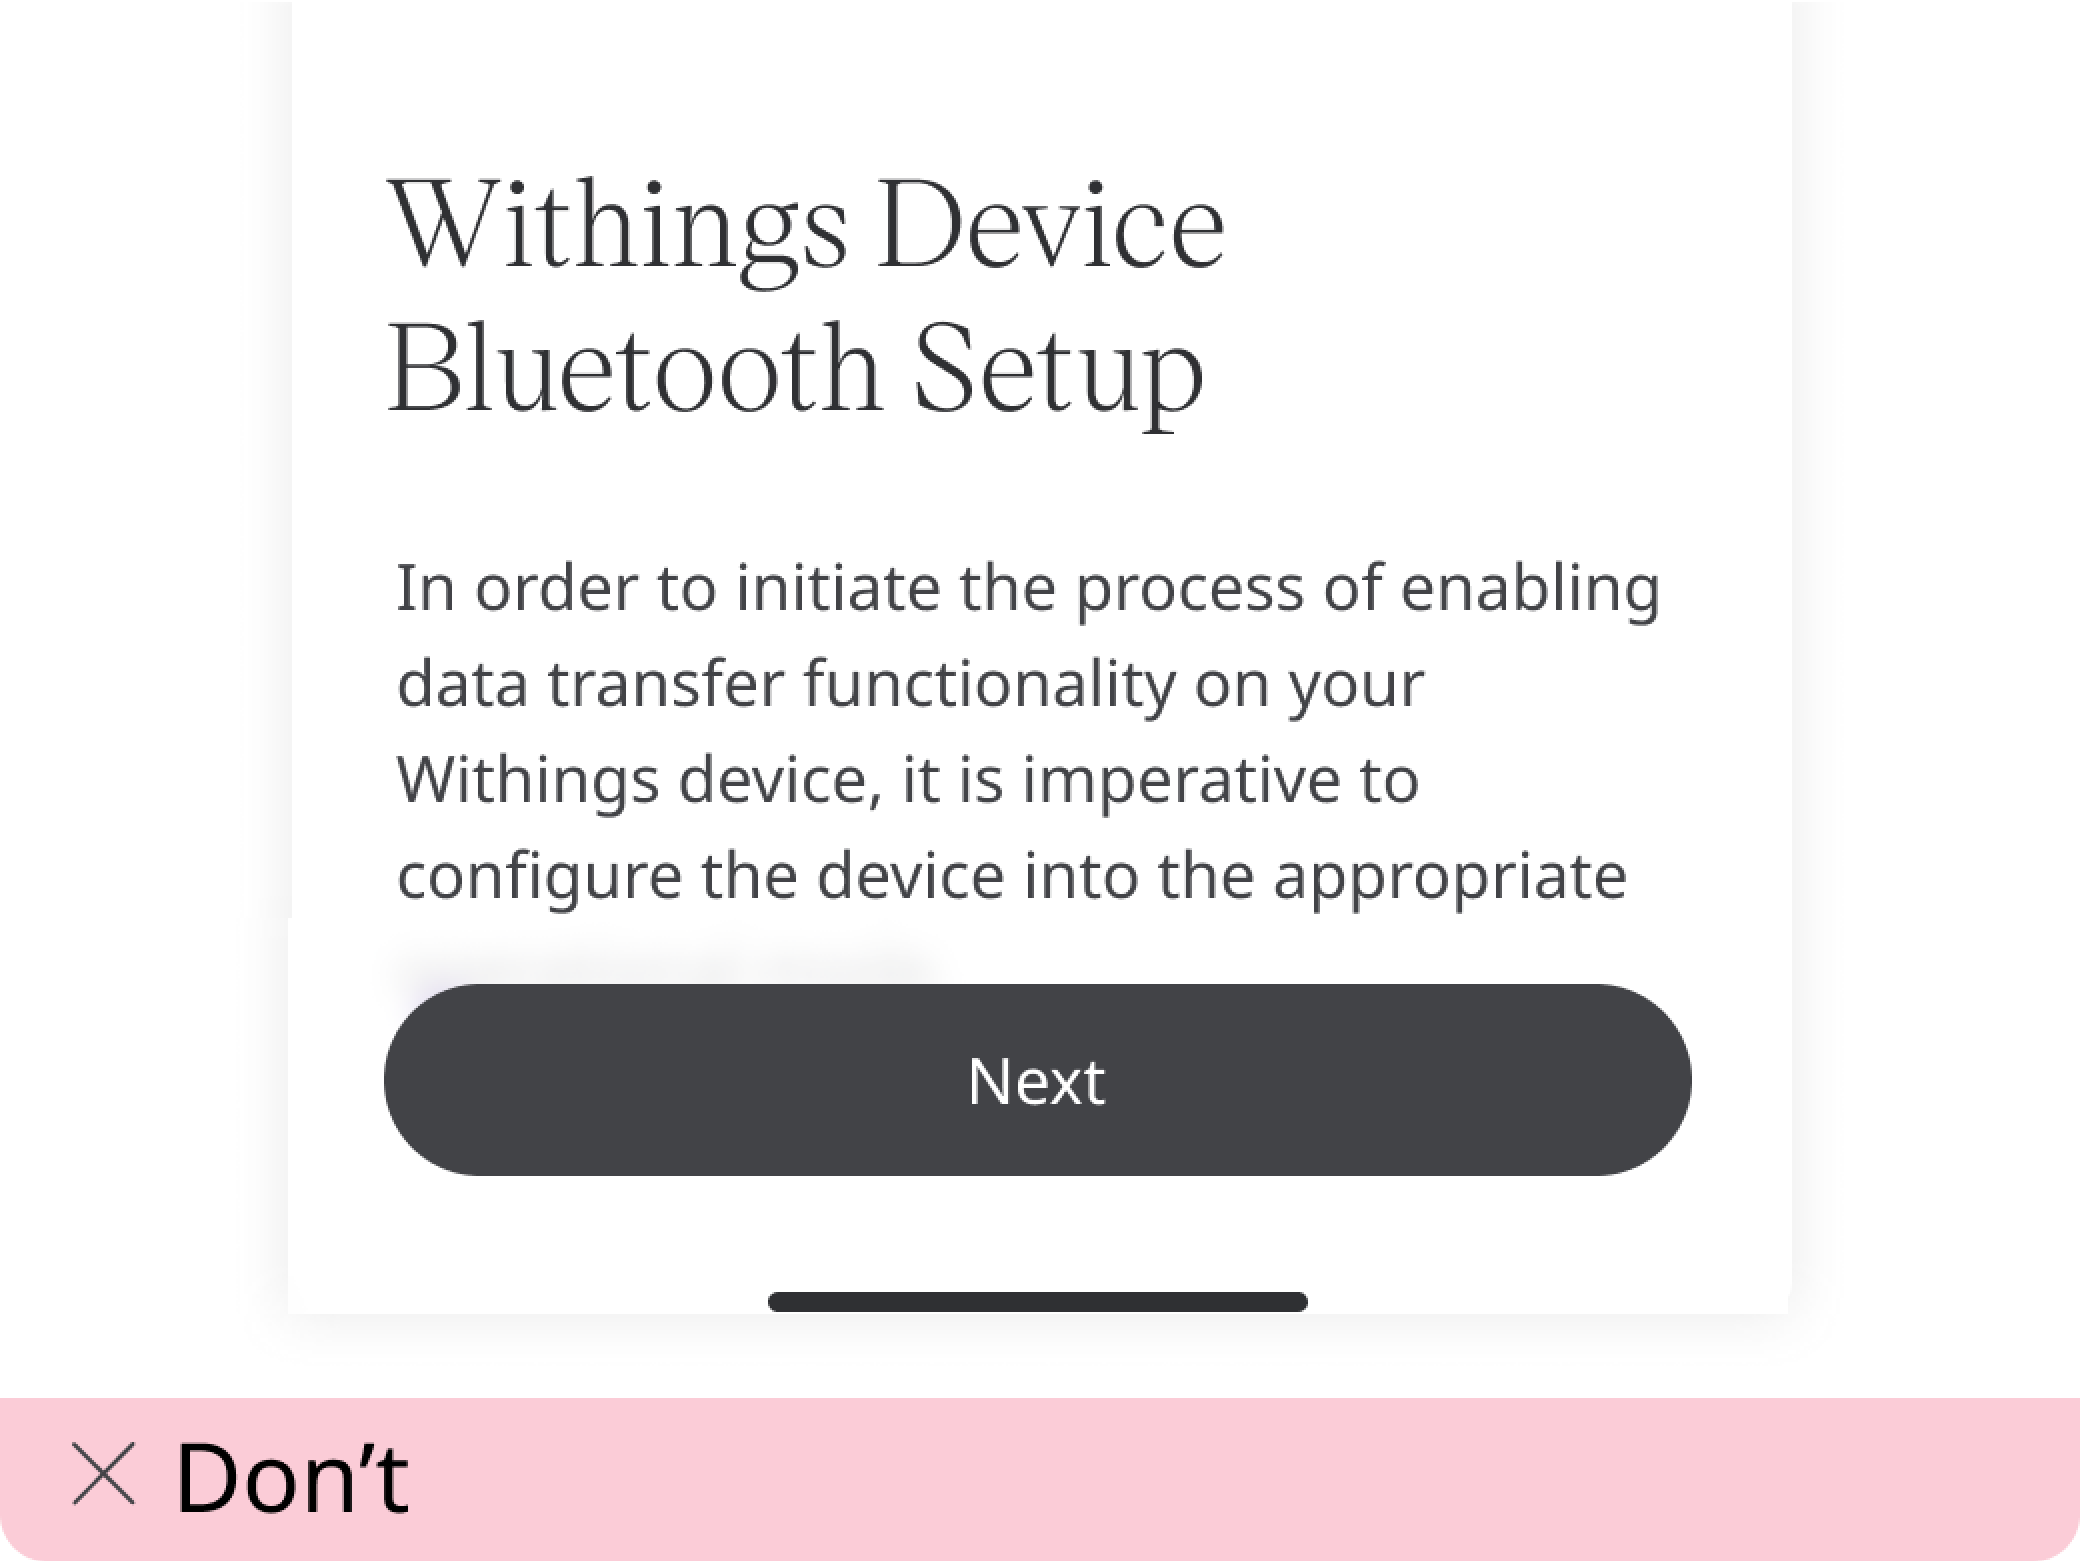 Withings Device
Bluetooth Setup
In order to initiate the process of enabling
data transfer functionality on your
Withings device, it is imperative to
configure the device into the appropriate
Next
Don’t